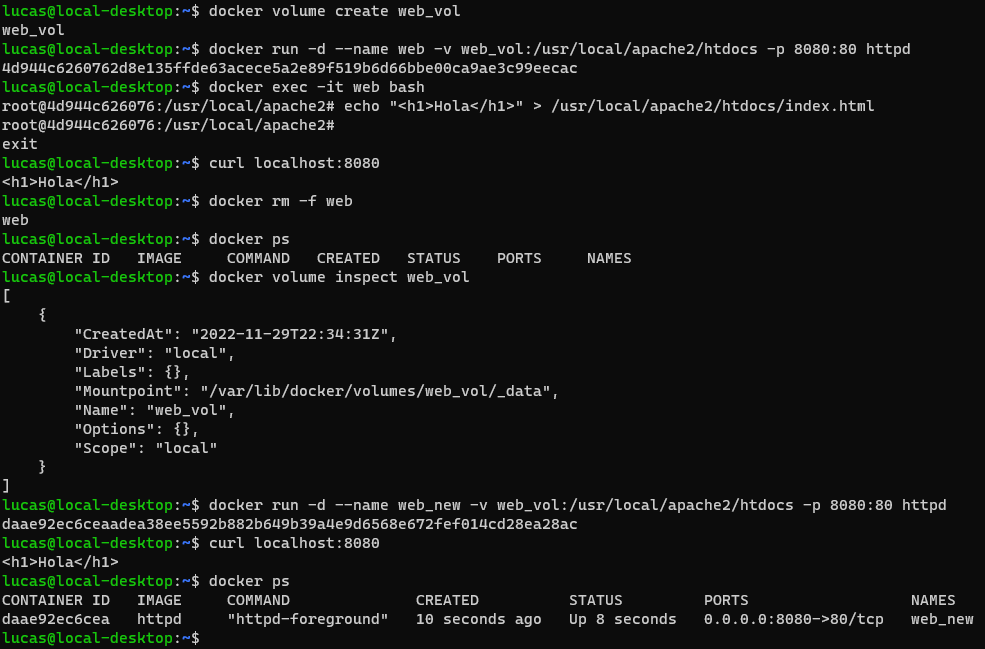 lucas@local-desktop:~$ docker volume create web_vol
web_vol
lucas@local-desktop:~$ docker run -d --name web -v web_vol:/usr/local/apache2/htdocs -p 8080:80 httpd
4d944c6260762d8e135ffde63acece5a2e89f519b6d66bbe00ca9ae3c99eecac
lucas@local-desktop:~$ docker exec -it web bash
root@4d944c626076:/usr/local/apache2# echo "<h1>Hola</h1>" > /usr/local/apache2/htdocs/index.html
root@4d944c626076:/usr/local/apache2#
exit
lucas@local-desktop:~$ curl localhost:8080
<h1>Hola</h1>
lucas@local-desktop:~$ docker rm -f web
web
lucas@local-desktop:~$ docker ps
CONTAINER ID   IMAGE     COMMAND   CREATED   STATUS    PORTS     NAMES
lucas@local-desktop:~$ docker volume inspect web_vol
[
    {
        "CreatedAt": "2022-11-29T22:34:31Z",
        "Driver": "local",
        "Labels": {},
        "Mountpoint": "/var/lib/docker/volumes/web_vol/_data",
        "Name": "web_vol",
        "Options": {},
        "Scope": "local"
    }
]
lucas@local-desktop:~$ docker run -d --name web_new -v web_vol:/usr/local/apache2/htdocs -p 8080:80 httpd
daae92ec6ceaadea38ee5592b882b649b39a4e9d6568e672fef014cd28ea28ac
lucas@local-desktop:~$ curl localhost:8080
<h1>Hola</h1>
lucas@local-desktop:~$ docker ps
CONTAINER ID   IMAGE     COMMAND              CREATED          STATUS         PORTS                  NAMES
daae92ec6cea   httpd     "httpd-foreground"   10 seconds ago   Up 8 seconds   0.0.0.0:8080->80/tcp   web_new
lucas@local-desktop:~$